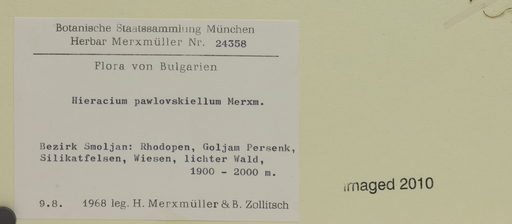 Botanische Staatssammlung München
Herbar Merxmüller Nr. 24358
Flora von Bulgarien
Hieracium pawlovskiellum Merxm.
Bezirk Smoljan: Rhodopen, Goljam Persenk,
Silikatfelsen, Wiesen, lichter Wald,
1900 - 2000 m.
9.8. 1968 leg. H. Merxmüller & B. Zollitsch
imaged 2010